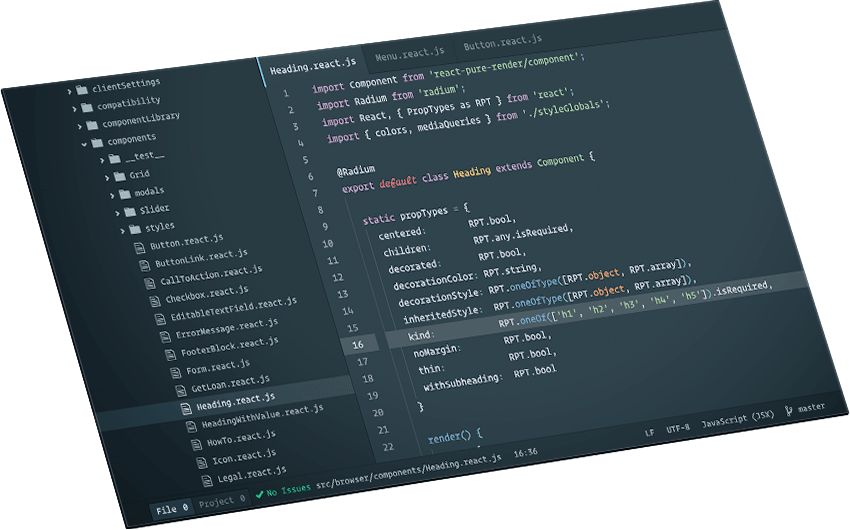 clientSettings
compatibility
componentLibrary
components
__test__
Grid
modals
Slider
styles
Button.react.js
ButtonLink.react.js
CallToAction.react.js
Checkbox.react.js
EditableTextField.react.js
ErrorMessage.react.js
FooterBlock.react.js
Form.react.js
GetLoan.react.js
Heading.react.js
HeadingWithValue.react.js
HowTo.react.js
Icon.react.js
Legal.react.js
Heading.react.js Menu.react.js Button.react.js
1 import Component from 'react-pure-render/component';
2 import Radium from 'radium';
3 import React, { PropTypes as RPT } from 'react';
4 import { colors, mediaQueries } from './styleGlobals';
5
6 @Radium
7 export default class Heading extends Component {
8
9 static propTypes = {
10 centered: RPT.bool,
11 children: RPT.any.isRequired,
12 decorated: RPT.bool,
13 decorationColor: RPT.string,
14 decorationStyle: RPT.oneOfType([RPT.object, RPT.array]),
15 inheritedStyle: RPT.oneOfType([RPT.object, RPT.array]),
16 kind: RPT.oneOf(['h1', 'h2', 'h3', 'h4', 'h5']).isRequired,
17 noMargin: RPT.bool,
18 thin: RPT.bool,
19 withSubheading: RPT.bool
20 }
21
22 render() {
File 0 Project 0 No Issues src/browser/components/Heading.react.js 16:36 LF UTF-8 JavaScript (JSX) master